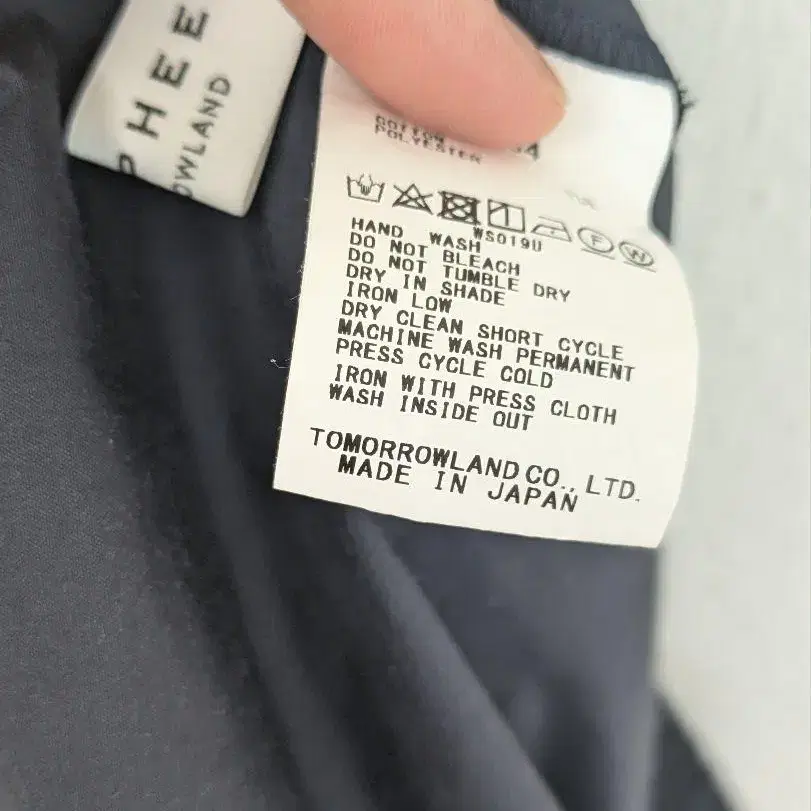 PHEE
OWLAND
COTTON
POLYESTER 34
F W
WS019U
HAND WASH
DO NOT BLEACH
DO NOT TUMBLE DRY
DRY IN SHADE
IRON LOW
DRY CLEAN SHORT CYCLE
MACHINE WASH PERMANENT
PRESS CYCLE COLD
IRON WITH PRESS CLOTH
WASH INSIDE OUT
TOMORROWLAND CO., LTD.
MADE IN JAPAN